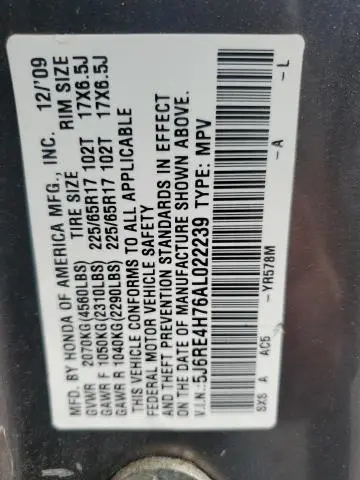 MFD. BY HONDA OF AMERICA MFG., INC. 12/'09
GVWR 2070KG(4560LBS) TIRE SIZE RIM SIZE
GAWR F 1050KG(2310LBS) 225/65R17 102T 17X6.5J
GAWR R 1040KG(2290LBS) 225/65R17 102T 17X6.5J
THIS VEHICLE CONFORMS TO ALL APPLICABLE
FEDERAL MOTOR VEHICLE SAFETY
AND THEFT PREVENTION STANDARDS IN EFFECT
ON THE DATE OF MANUFACTURE SHOWN ABOVE.
V.I.N.:5J6RE4H76AL022239 TYPE: MPV
SXS A AC5 -YR578M -A -L